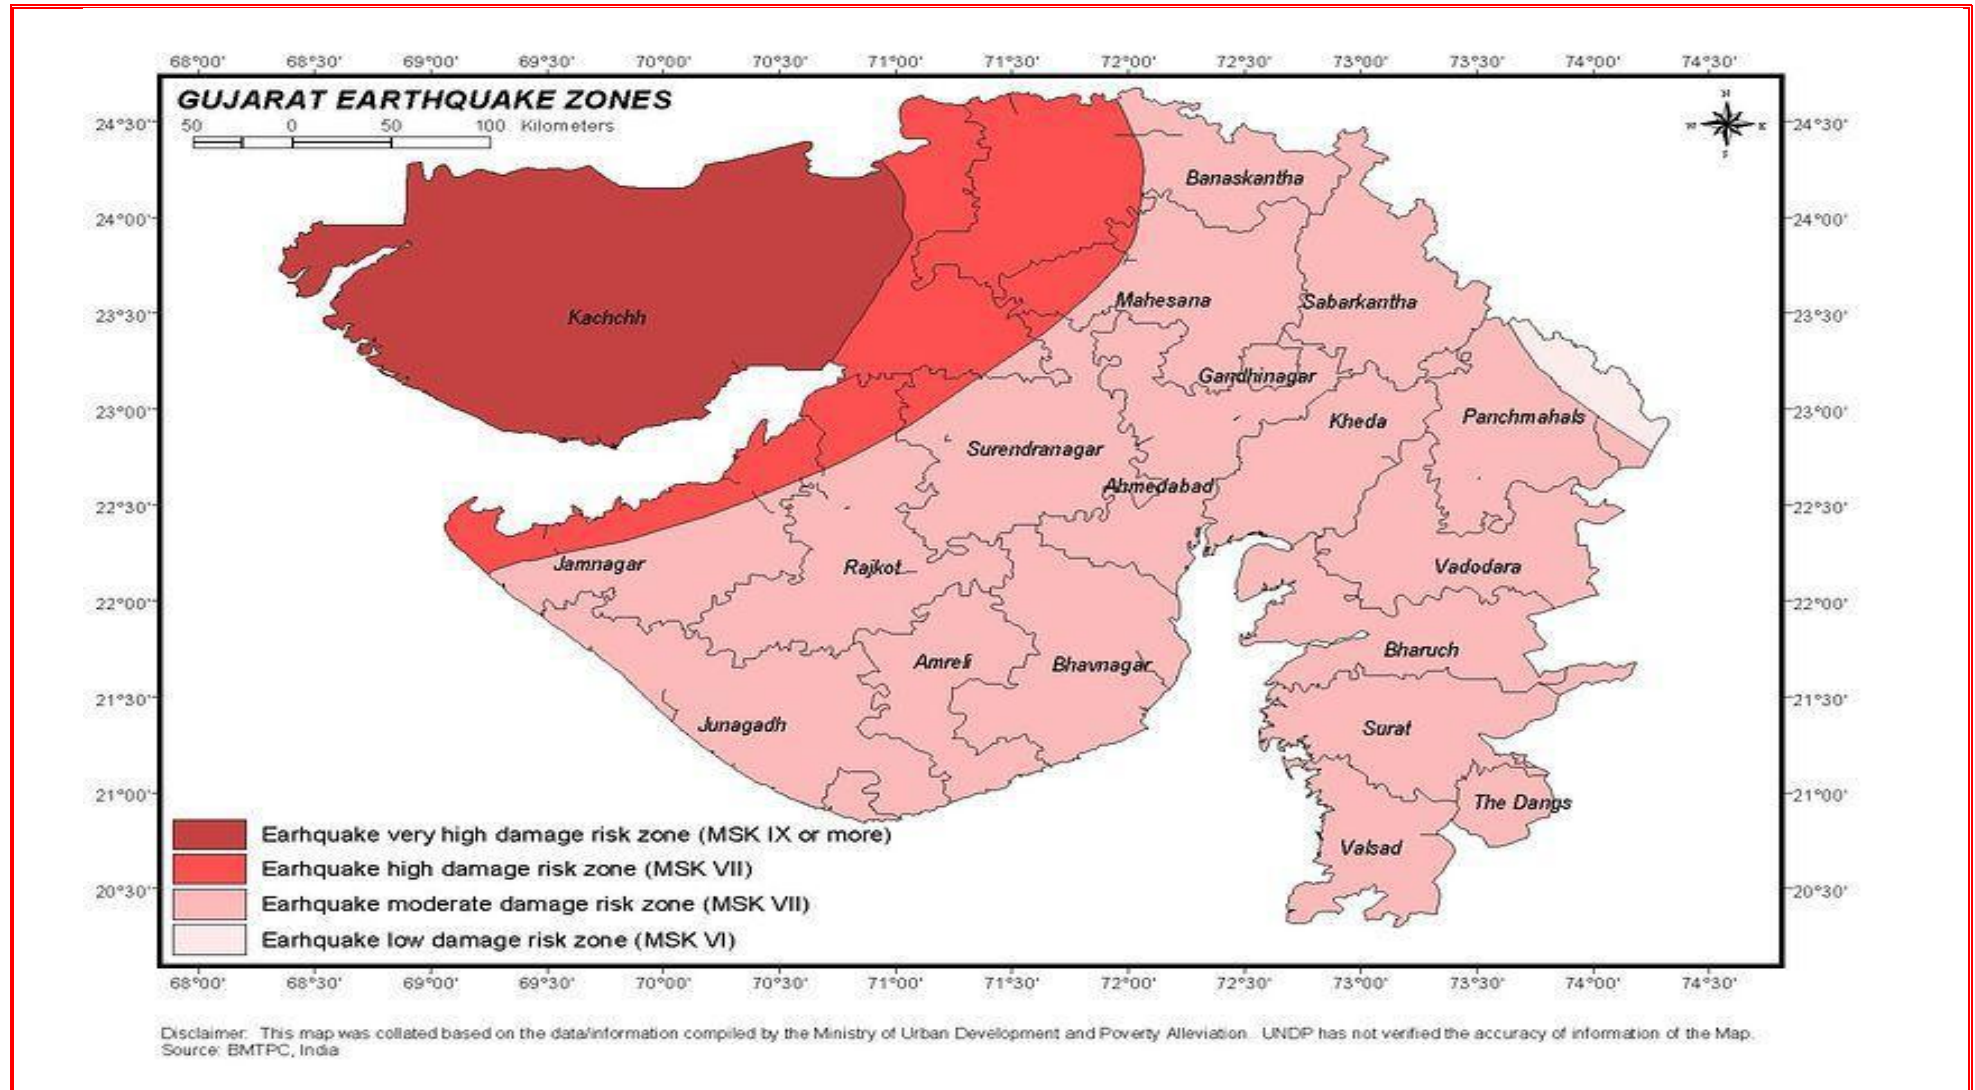 68°00' 68°30' 69°00' 69°30' 70°00' 70°30' 71°00' 71°30' 72°00' 72°30' 73°00' 73°30' 74°00' 74°30'
GUJARAT EARTHQUAKE ZONES
50 0 50 100 Kilometers
N
W E
S
24°30' 24°30'
Banaskantha
24°00' 24°00'
Mahesana Sabarkantha
23°30' Kachchh 23°30'
Gandhinagar
23°00' Kheda Panchmahals 23°00'
Surendranagar
Ahmedabad
22°30' 22°30'
Jamnagar Rajkot Vadodara
22°00' 22°00'
Bharuch
Amreli Bhavnagar
21°30' 21°30'
Junagadh Surat
21°00' The Dangs 21°00'
Earhquake very high damage risk zone (MSK IX or more)
Valsad
Earhquake high damage risk zone (MSK VII)
20°30' 20°30'
Earhquake moderate damage risk zone (MSK VII)
Earhquake low damage risk zone (MSK VI)
68°00' 68°30' 69°00' 69°30' 70°00' 70°30' 71°00' 71°30' 72°00' 72°30' 73°00' 73°30' 74°00' 74°30'
Disclaimer: This map was collated based on the data/information compiled by the Ministry of Urban Development and Poverty Alleviation. UNDP has not verified the accuracy of information of the Map.
Source: BMTPC, India